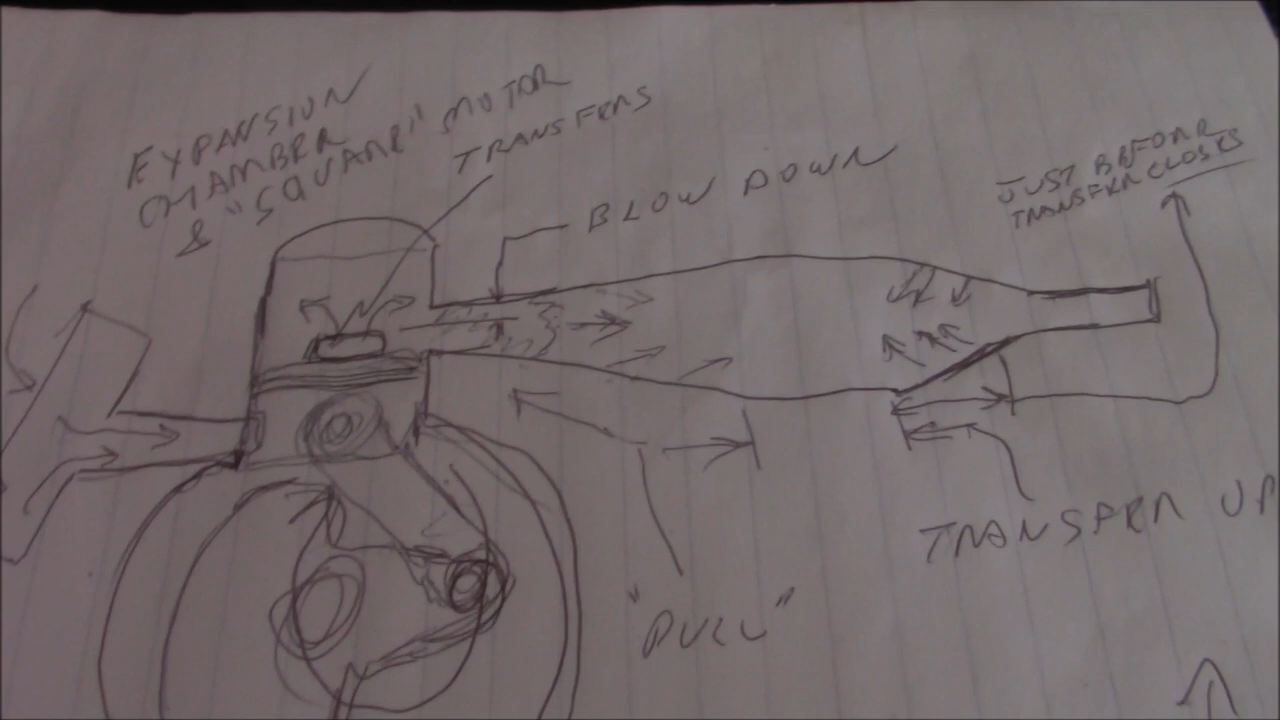 EXPANSION
CHAMBER
& "SQUARE" MOTOR
TRANSFERS
BLOW DOWN
JUST BEFORE
TRANSFER CLOSES
TRANSFER UP
"PULL"